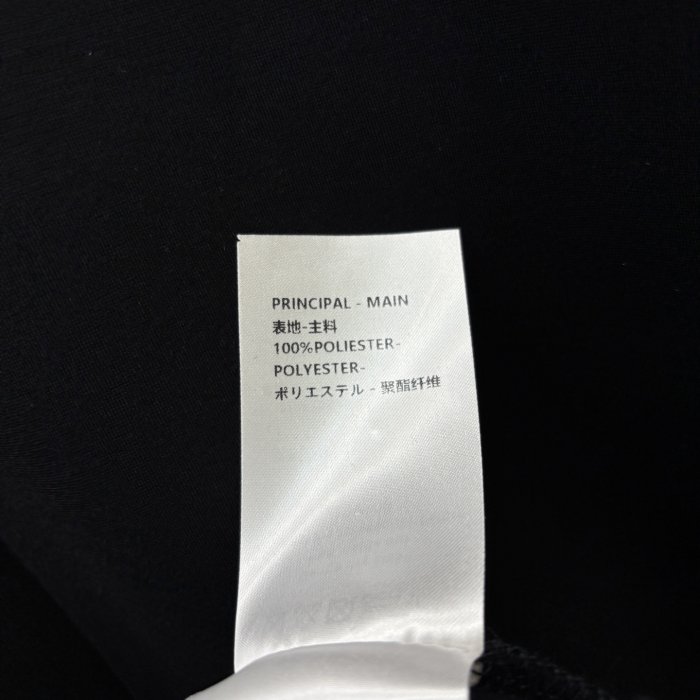 PRINCIPAL - MAIN
表地-主料
100%POLIESTER-
POLYESTER-
ポリエステル - 聚酯纤维